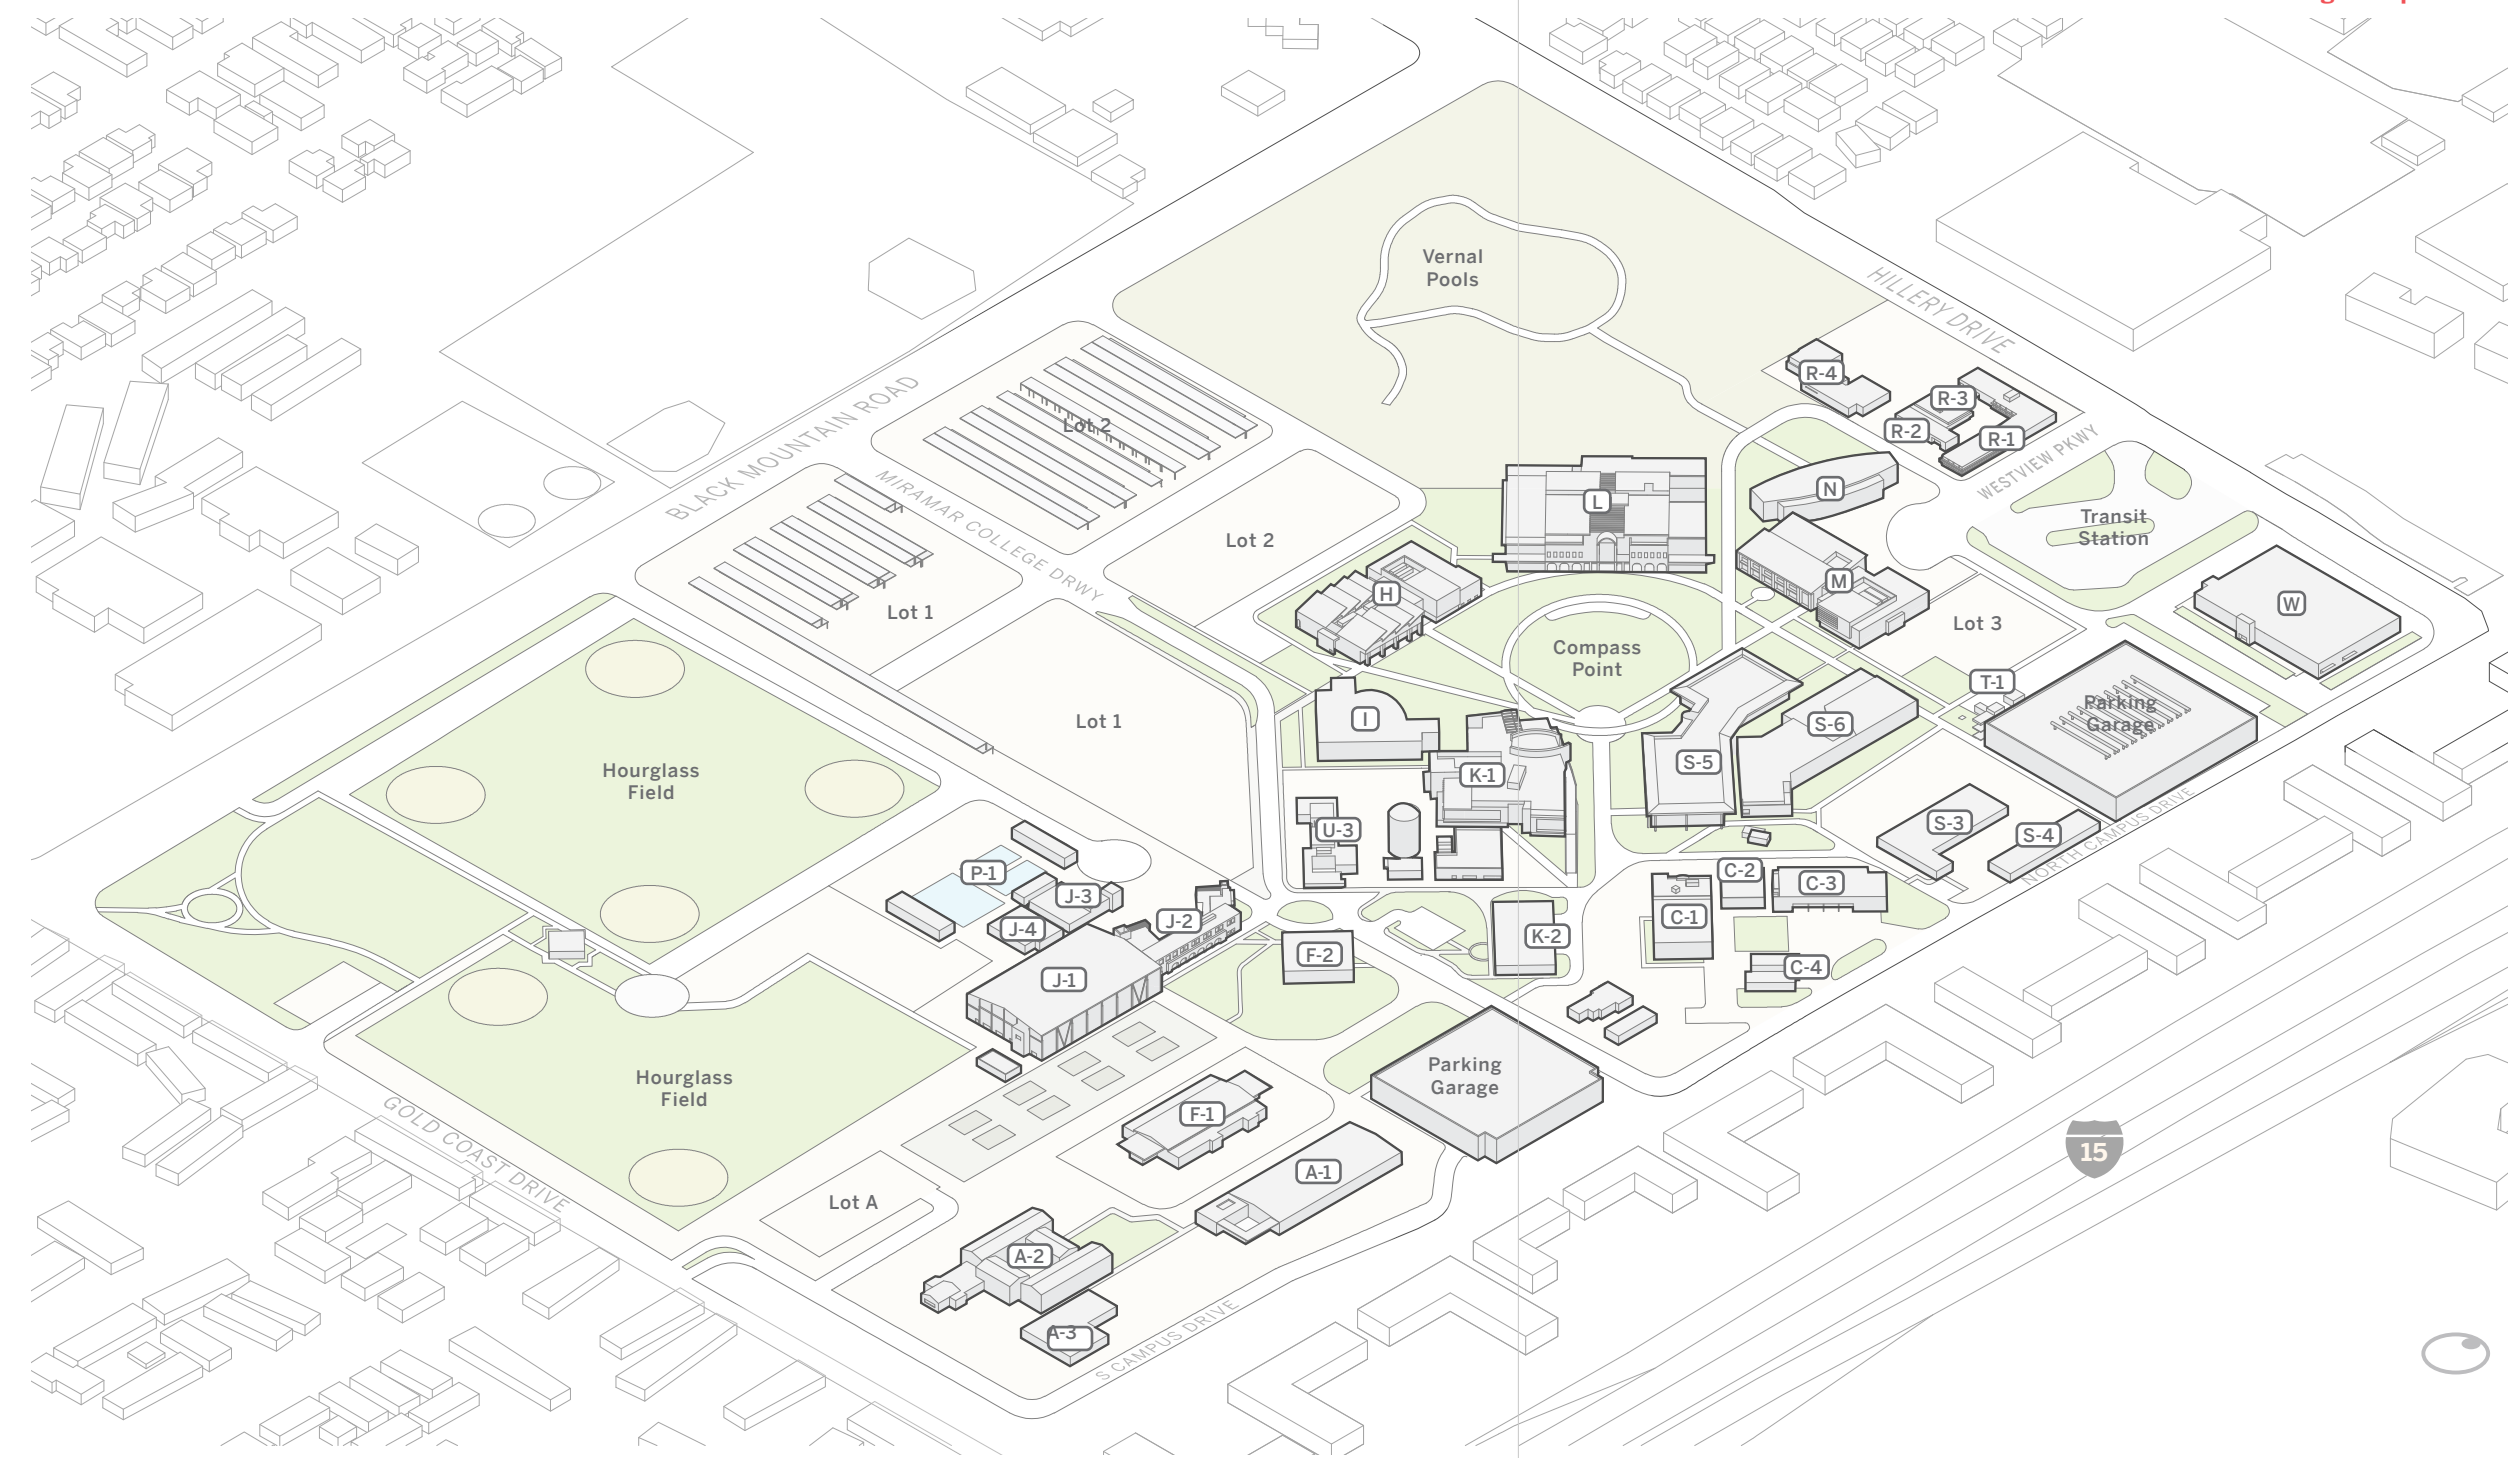 Vernal
Pools
HILLERY DRIVE
R-4
R-3
R-2
R-1
BLACK MOUNTAIN ROAD
Lot 2
WESTVIEW PKWY
MIRAMAR COLLEGE DRWY
L
N
Transit
Station
Lot 2
M
H
W
Lot 1
Lot 3
Compass
Point
T-1
Parking
Garage
I
Lot 1
S-6
S-5
Hourglass
Field
K-1
U-3
S-3
S-4
NORTH CAMPUS DRIVE
P-1
C-2
C-3
J-3
J-2
C-1
J-4
K-2
F-2
C-4
J-1
Parking
Garage
Hourglass
Field
GOLD COAST DRIVE
F-1
15
A-1
Lot A
A-2
A-3
S CAMPUS DRIVE